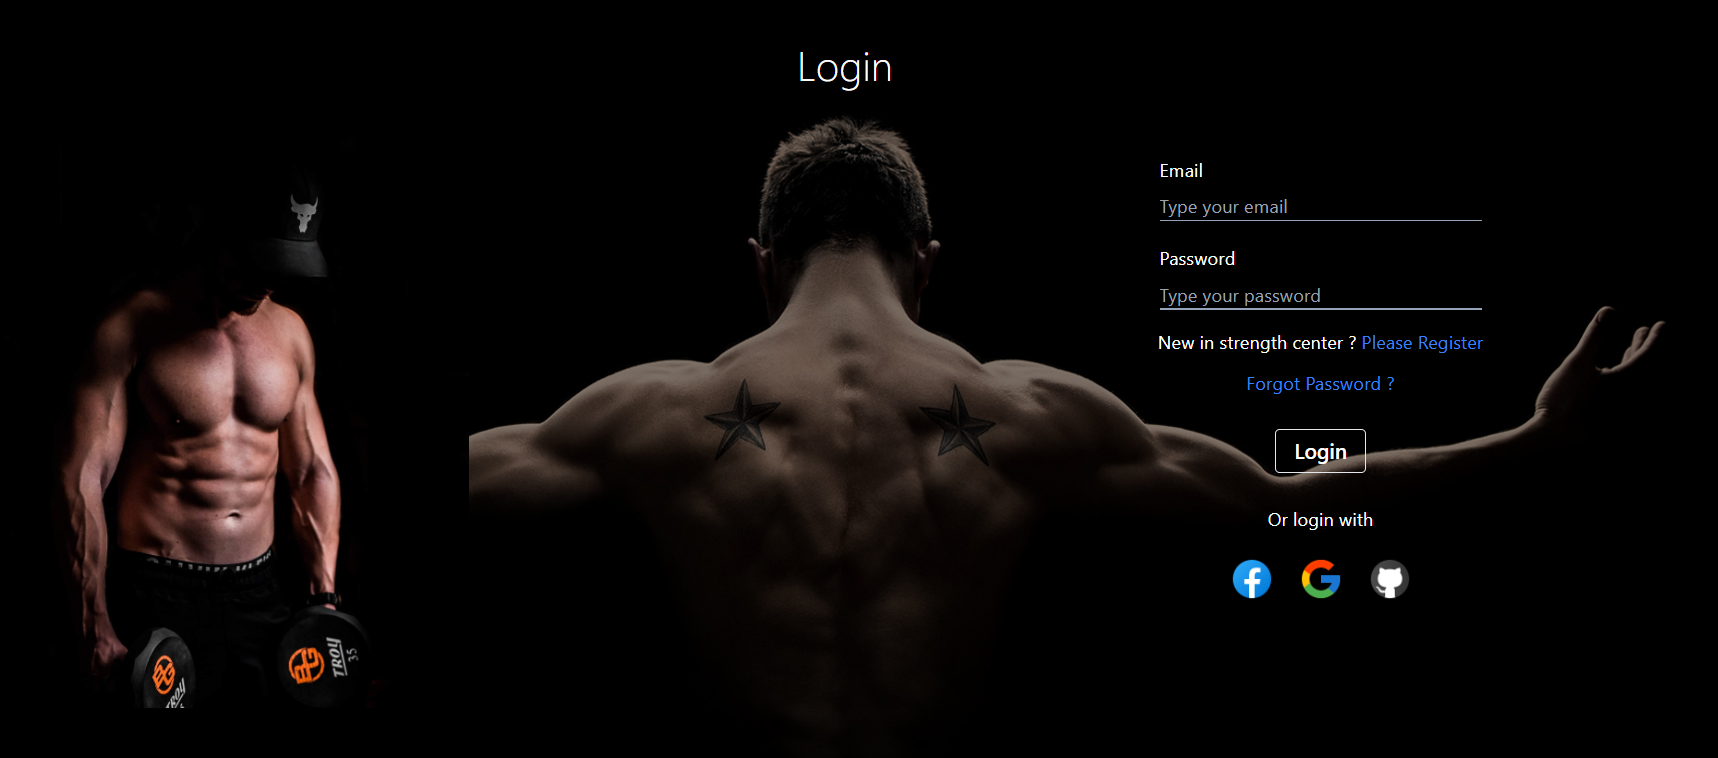 Login
Email
Type your email
Password
Type your password
New in strength center ? Please Register
Forgot Password ?
Login
Or login with
TROY
35
TROY